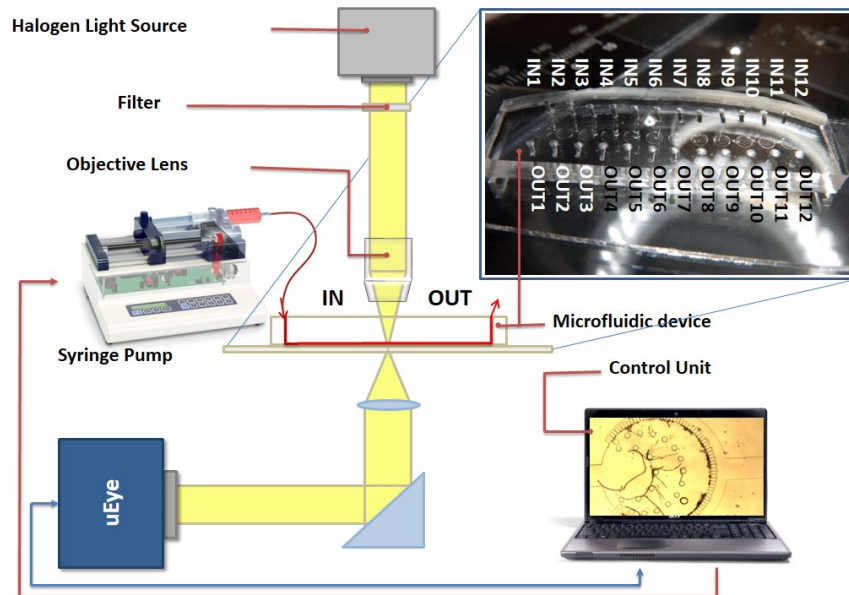 Halogen Light Source
Filter
Objective Lens
IN1 IN2 IN3 IN4 IN5 IN6 IN7 IN8 IN9 IN10 IN11 IN12
OUT1 OUT2 OUT3 OUT4 OUT5 OUT6 OUT7 OUT8 OUT9 OUT10 OUT11 OUT12
IN OUT
Microfluidic device
Syringe Pump
Control Unit
uEye
acer